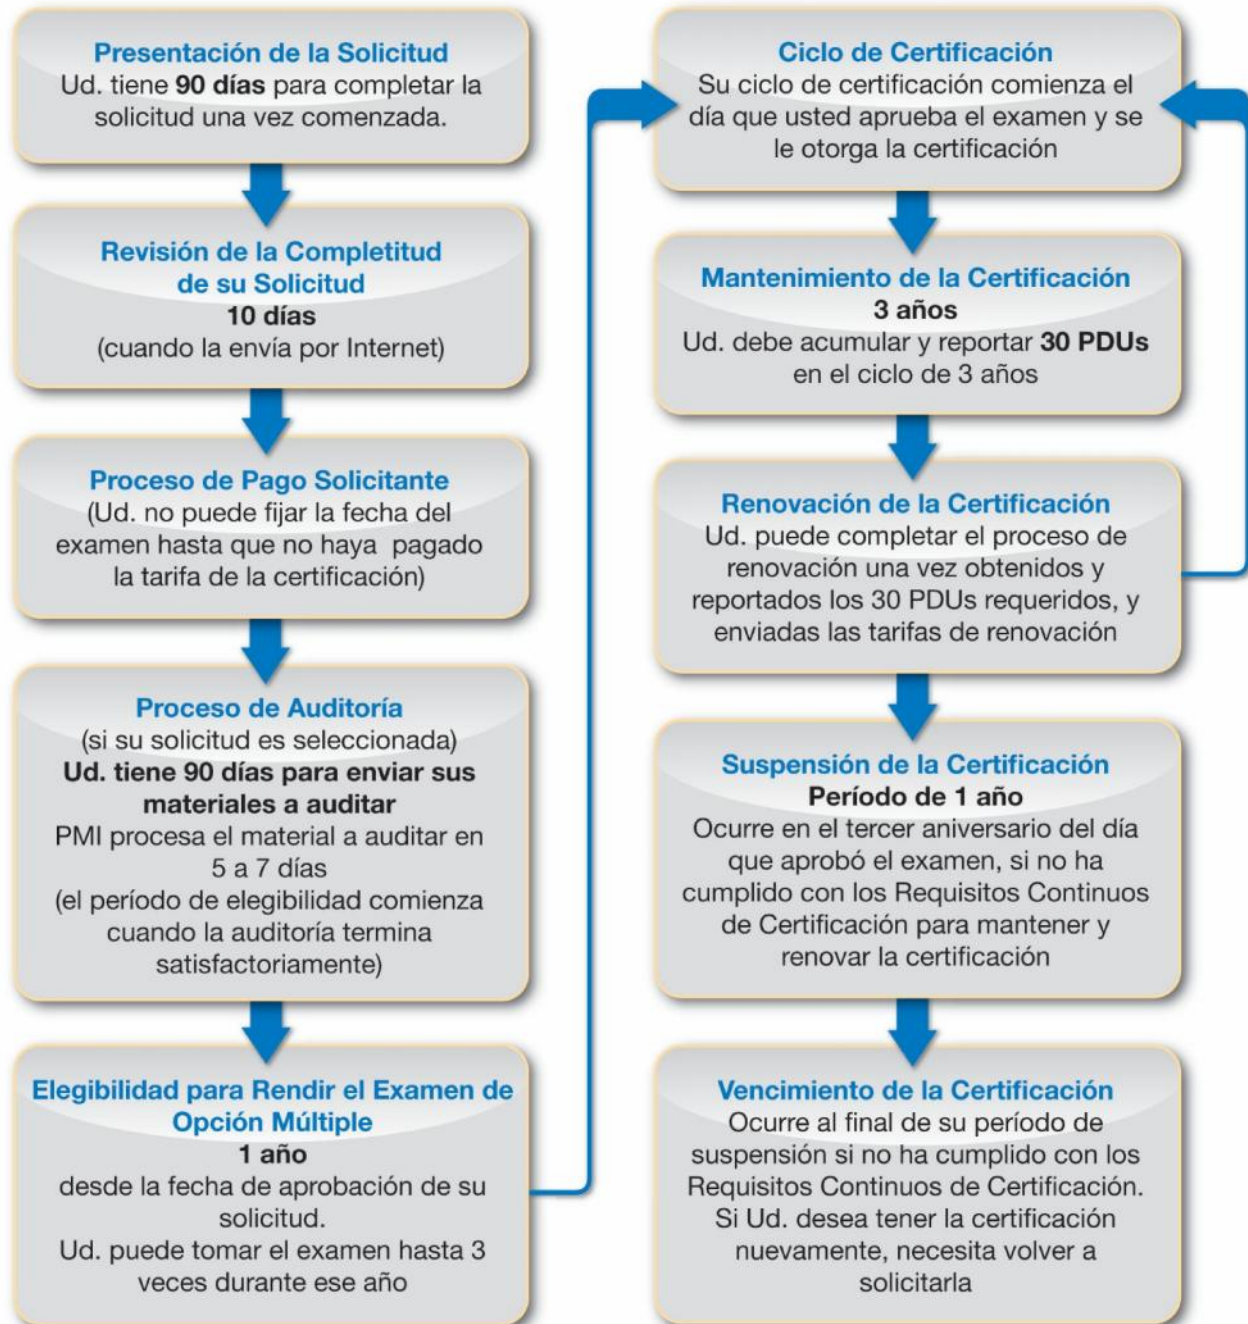 Presentación de la Solicitud
Ud. tiene 90 días para completar la
solicitud una vez comenzada.
Revisión de la Completitud
de su Solicitud
10 días
(cuando la envía por Internet)
Proceso de Pago Solicitante
(Ud. no puede fijar la fecha del
examen hasta que no haya pagado
la tarifa de la certificación)
Proceso de Auditoría
(si su solicitud es seleccionada)
Ud. tiene 90 días para enviar sus
materiales a auditar
PMI procesa el material a auditar en
5 a 7 días
(el período de elegibilidad comienza
cuando la auditoría termina
satisfactoriamente)
Elegibilidad para Rendir el Examen de
Opción Múltiple
1 año
desde la fecha de aprobación de su
solicitud.
Ud. puede tomar el examen hasta 3
veces durante ese año
Ciclo de Certificación
Su ciclo de certificación comienza el
día que usted aprueba el examen y se
le otorga la certificación
Mantenimiento de la Certificación
3 años
Ud. debe acumular y reportar 30 PDUs
en el ciclo de 3 años
Renovación de la Certificación
Ud. puede completar el proceso de
renovación una vez obtenidos y
reportados los 30 PDUs requeridos, y
enviadas las tarifas de renovación
Suspensión de la Certificación
Período de 1 año
Ocurre en el tercer aniversario del día
que aprobó el examen, si no ha
cumplido con los Requisitos Continuos
de Certificación para mantener y
renovar la certificación
Vencimiento de la Certificación
Ocurre al final de su período de
suspensión si no ha cumplido con los
Requisitos Continuos de Certificación.
Si Ud. desea tener la certificación
nuevamente, necesita volver a
solicitarla